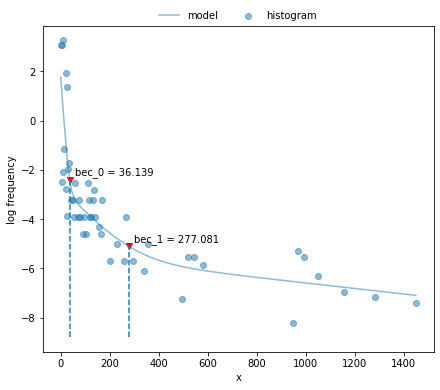 model
histogram
2
0
−2
−4
−6
−8
log frequency
bec_0 = 36.139
bec_1 = 277.081
0 200 400 600 800 1000 1200 1400
x